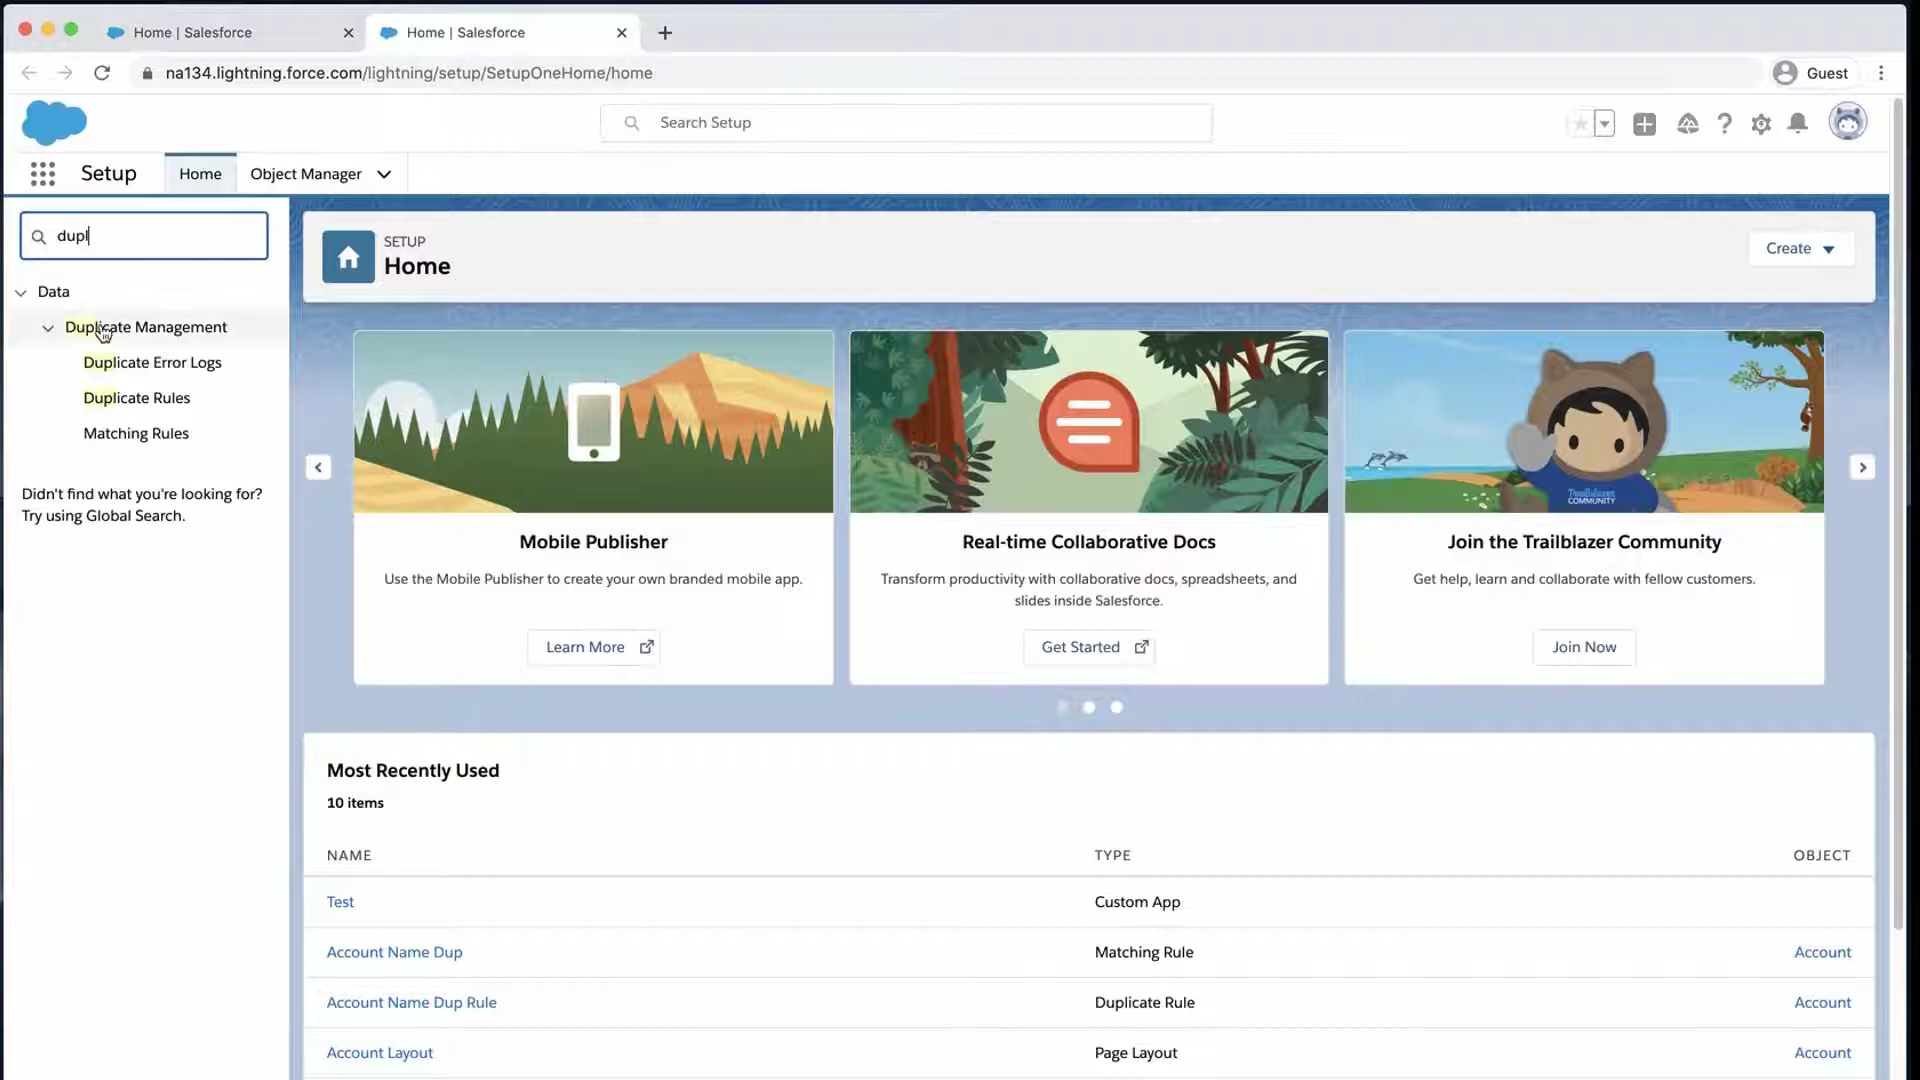 Home | Salesforce
Home | Salesforce
na134.lightning.force.com/lightning/setup/SetupOneHome/home
Guest
Search Setup
Setup
Home
Object Manager
dupl
Data
Duplicate Management
Duplicate Error Logs
Duplicate Rules
Matching Rules
Didn't find what you're looking for?
Try using Global Search.
SETUP
Home
Create
Mobile Publisher
Use the Mobile Publisher to create your own branded mobile app.
Learn More
Real-time Collaborative Docs
Transform productivity with collaborative docs, spreadsheets, and
slides inside Salesforce.
Get Started
Trailblazer
COMMUNITY
Join the Trailblazer Community
Get help, learn and collaborate with fellow customers.
Join Now
Most Recently Used
10 items
NAME TYPE OBJECT
Test Custom App
Account Name Dup Matching Rule Account
Account Name Dup Rule Duplicate Rule Account
Account Layout Page Layout Account